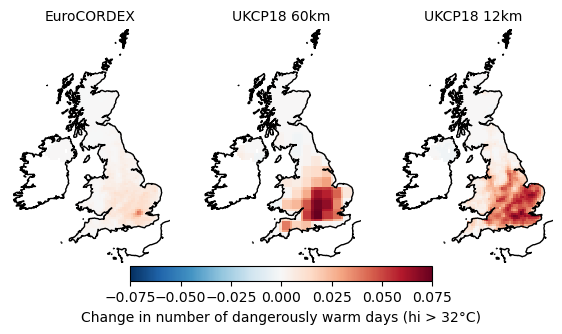 EuroCORDEX UKCP18 60km UKCP18 12km
−0.075 −0.050 −0.025 0.000 0.025 0.050 0.075
Change in number of dangerously warm days (hi > 32°C)